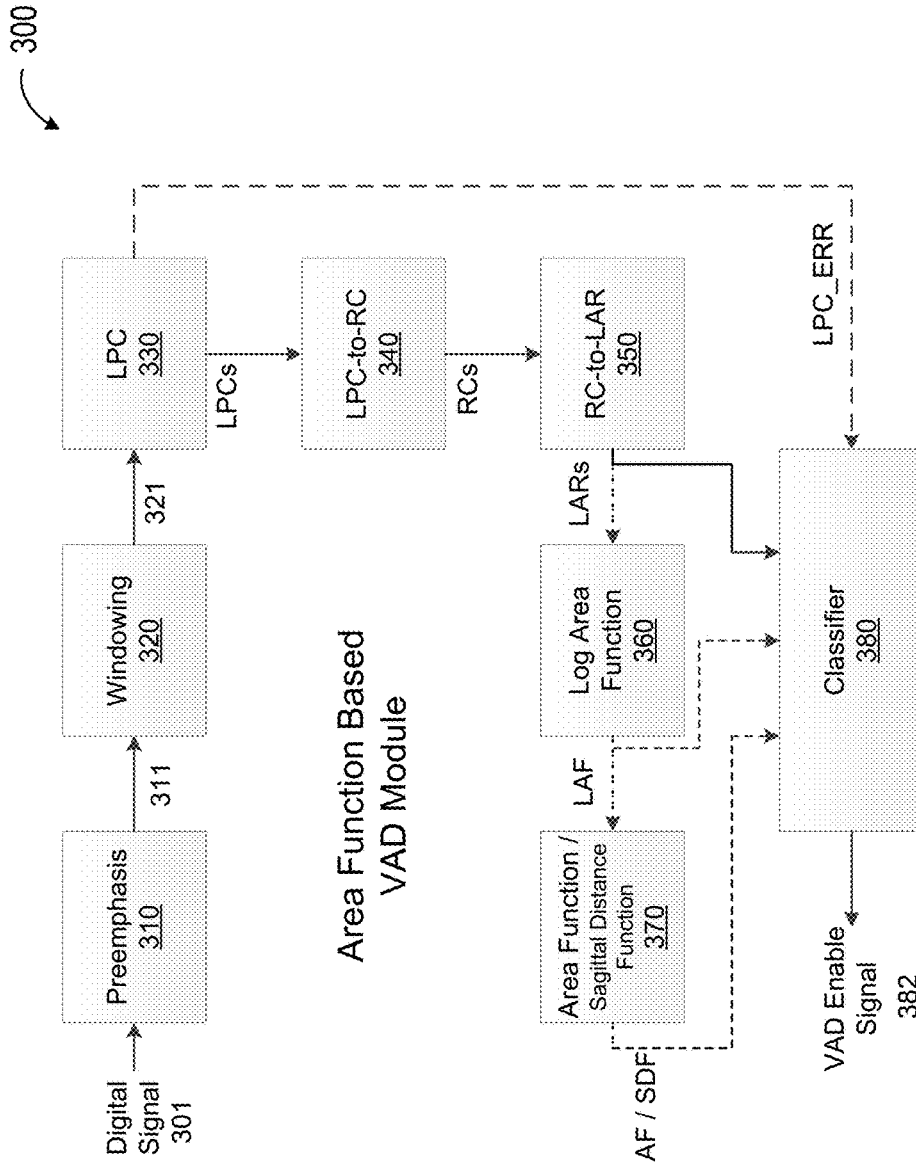 300
Digital
Signal
301
Preemphasis
310
311
Windowing
320
321
LPC
330
LPCs
LPC-to-RC
340
RCs
RC-to-LAR
350
LARs
Log Area
Function
360
LAF
Area Function /
Sagittal Distance
Function
370
AF / SDF
LPC_ERR
Classifier
380
VAD Enable
Signal
382
Area Function Based
VAD Module